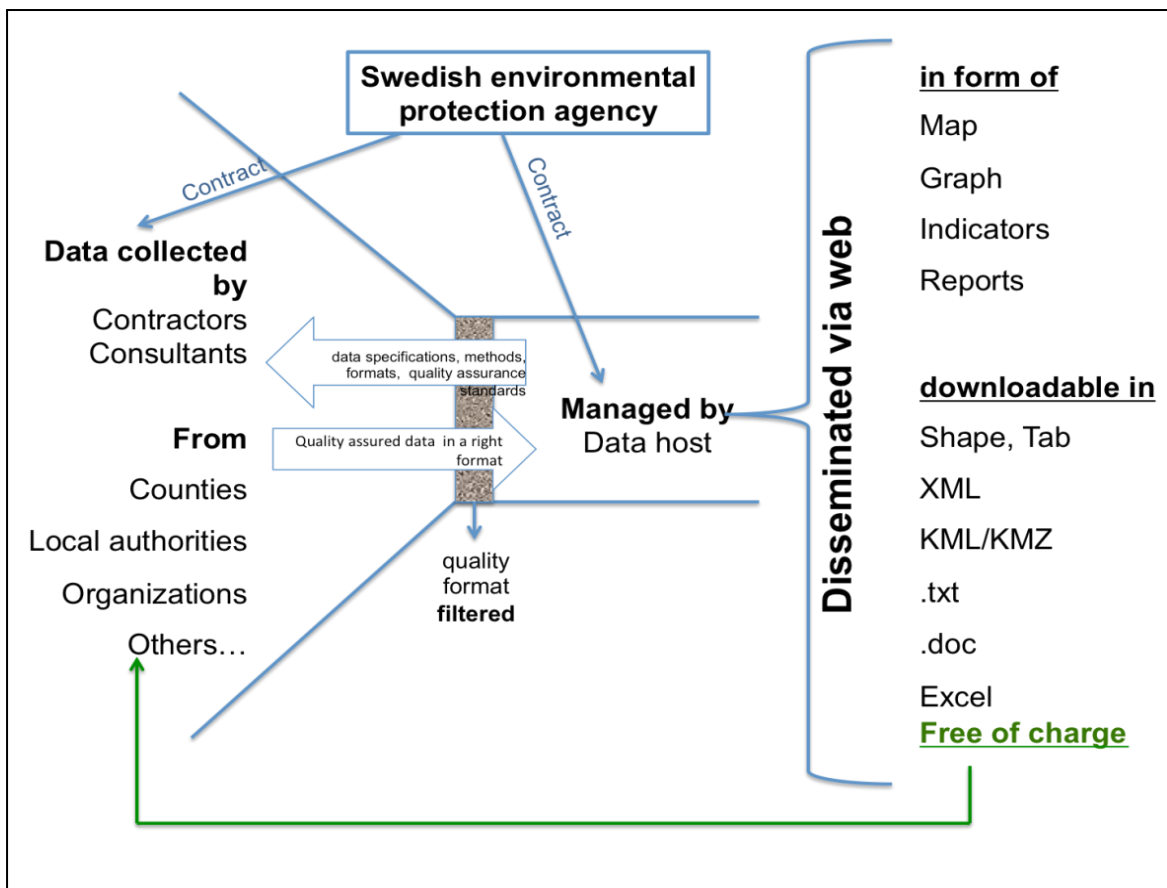 Swedish environmental
protection agency
Contract
Contract
Data collected
by
Contractors
Consultants
data specifications, methods,
formats, quality assurance
standards
From
Quality assured data in a right
format
Counties
Local authorities
Organizations
Others…
Managed by
Data host
quality
format
filtered
Disseminated via web
in form of
Map
Graph
Indicators
Reports
downloadable in
Shape, Tab
XML
KML/KMZ
.txt
.doc
Excel
Free of charge